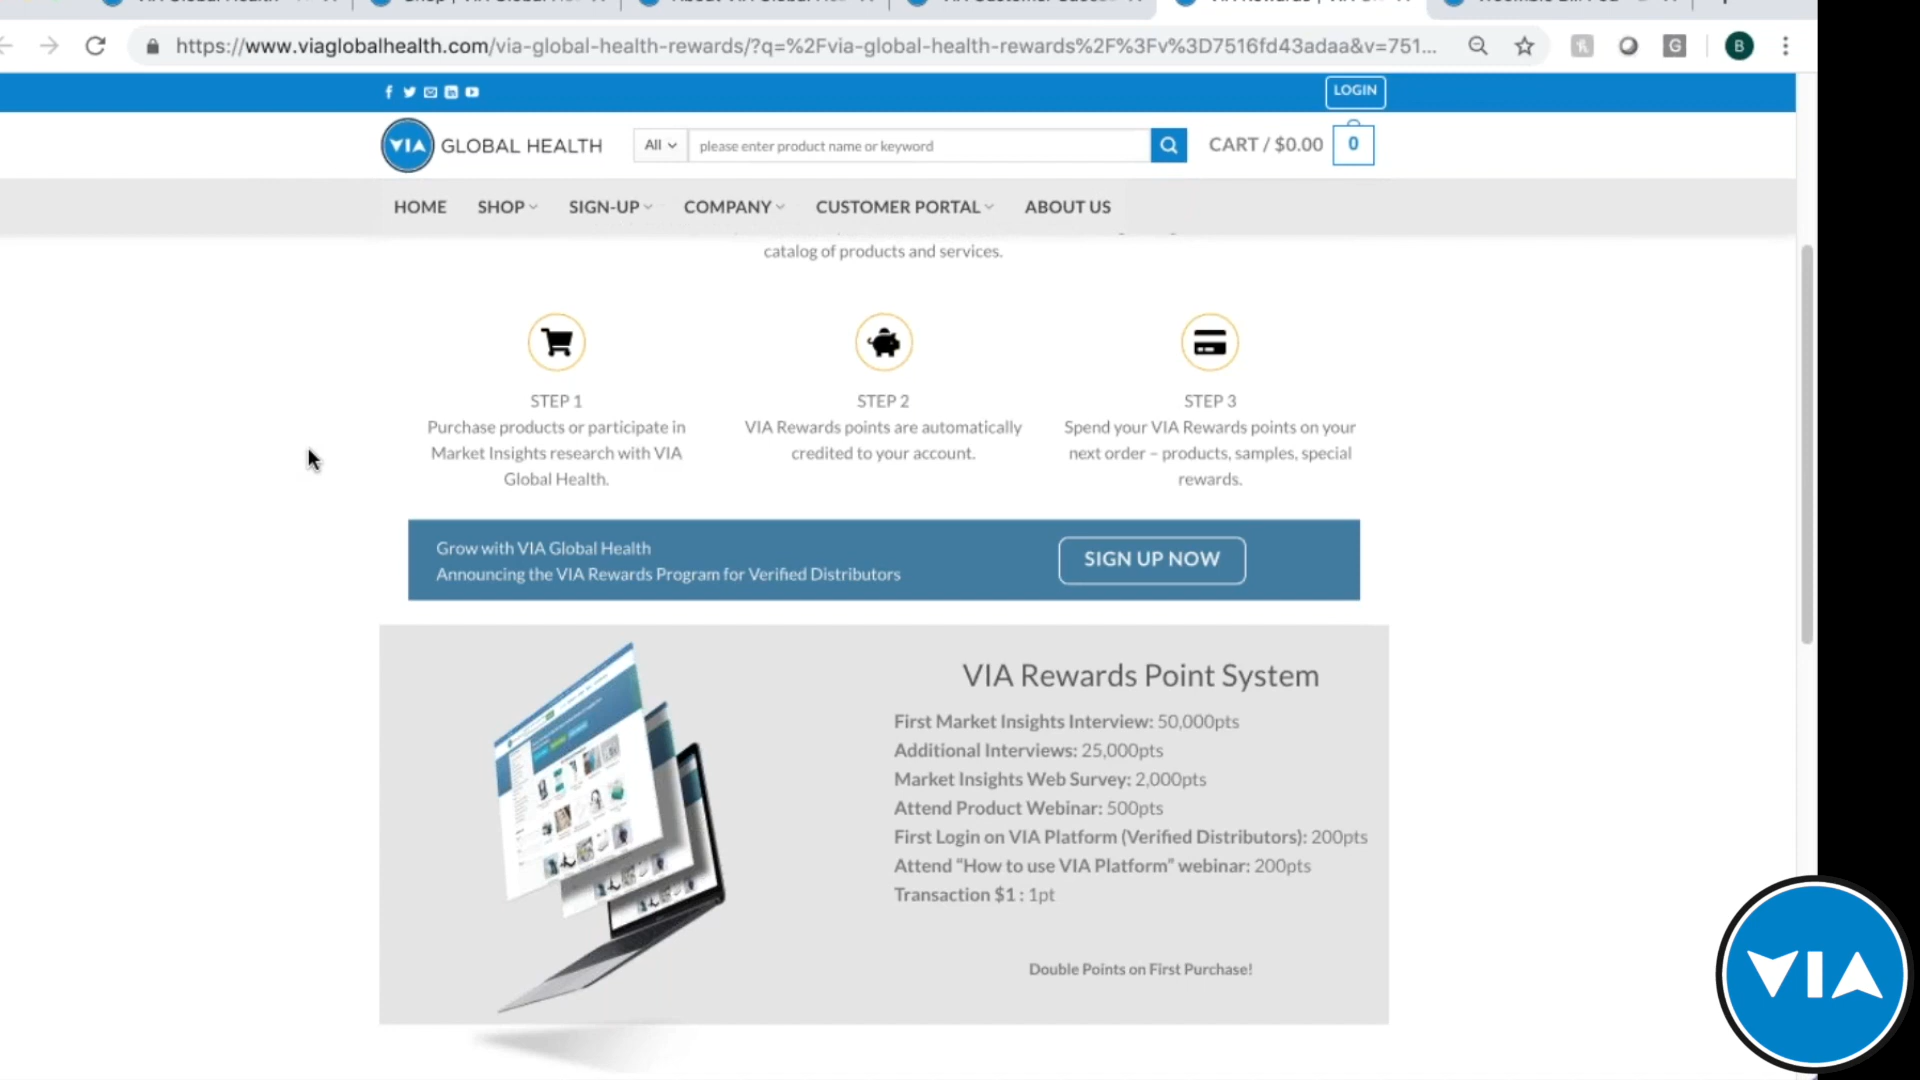 https://www.viaglobalhealth.com/via-global-health-rewards/?q=%2Fvia-global-health-rewards%2F%3Fv%3D7516fd43adaa&v=751...
B
LOGIN
VIA GLOBAL HEALTH
All
please enter product name or keyword
CART / $0.00
0
HOME SHOP SIGN-UP COMPANY CUSTOMER PORTAL ABOUT US
catalog of products and services.
STEP 1
Purchase products or participate in
Market Insights research with VIA
Global Health.
STEP 2
VIA Rewards points are automatically
credited to your account.
STEP 3
Spend your VIA Rewards points on your
next order – products, samples, special
rewards.
Grow with VIA Global Health
Announcing the VIA Rewards Program for Verified Distributors
SIGN UP NOW
VIA Rewards Point System
First Market Insights Interview: 50,000pts
Additional Interviews: 25,000pts
Market Insights Web Survey: 2,000pts
Attend Product Webinar: 500pts
First Login on VIA Platform (Verified Distributors): 200pts
Attend “How to use VIA Platform” webinar: 200pts
Transaction $1 : 1pt
Double Points on First Purchase!
VIA